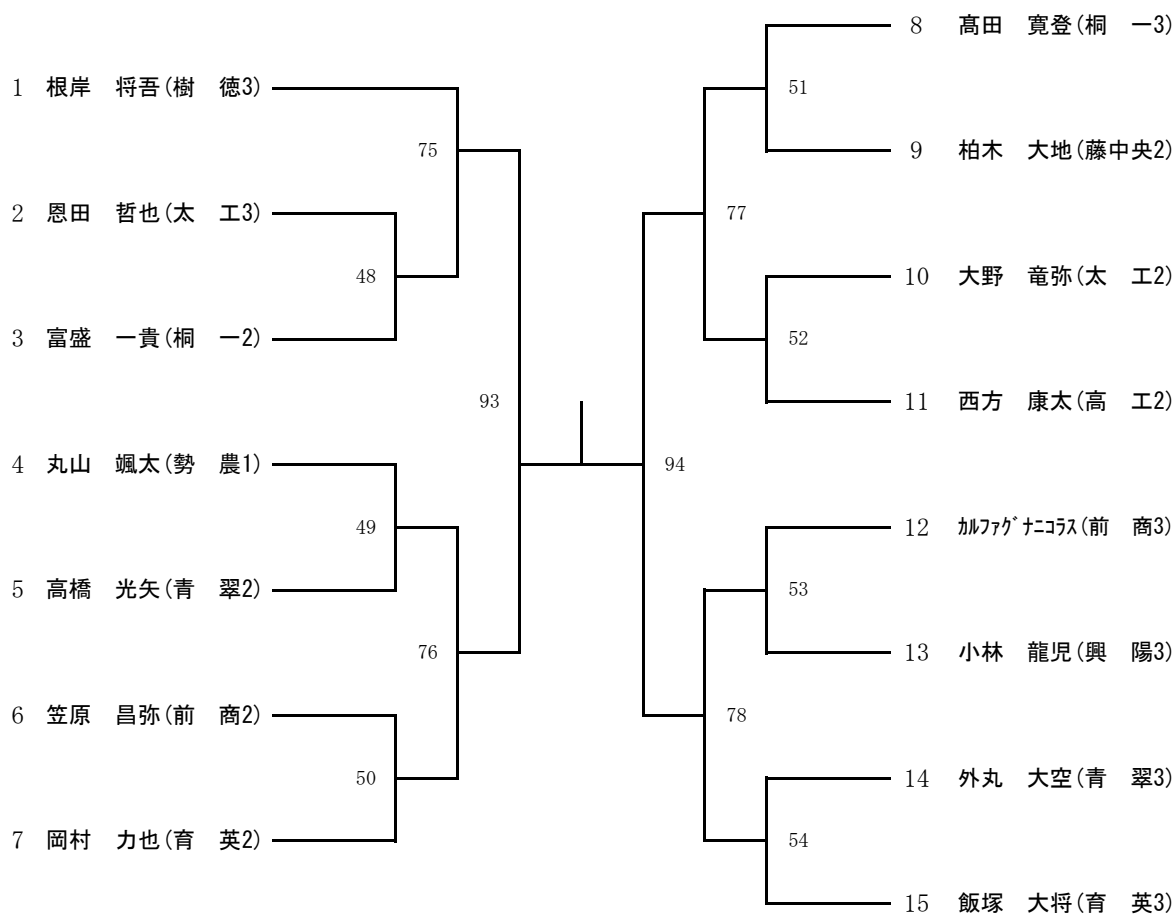 1 根岸 将吾(樹 徳3)
75
2 恩田 哲也(太 工3)
48
3 富盛 一貴(桐 一2)
93
4 丸山 颯太(勢 農1)
49
5 高橋 光矢(青 翠2)
76
6 笠原 昌弥(前 商2)
50
7 岡村 力也(育 英2)
8 髙田 寛登(桐 一3)
51
9 柏木 大地(藤中央2)
77
10 大野 竜弥(太 工2)
52
11 西方 康太(高 工2)
94
12 ｶﾙﾌｧｸﾞﾅﾆｺﾗｽ(前 商3)
53
13 小林 龍児(興 陽3)
78
14 外丸 大空(青 翠3)
54
15 飯塚 大将(育 英3)